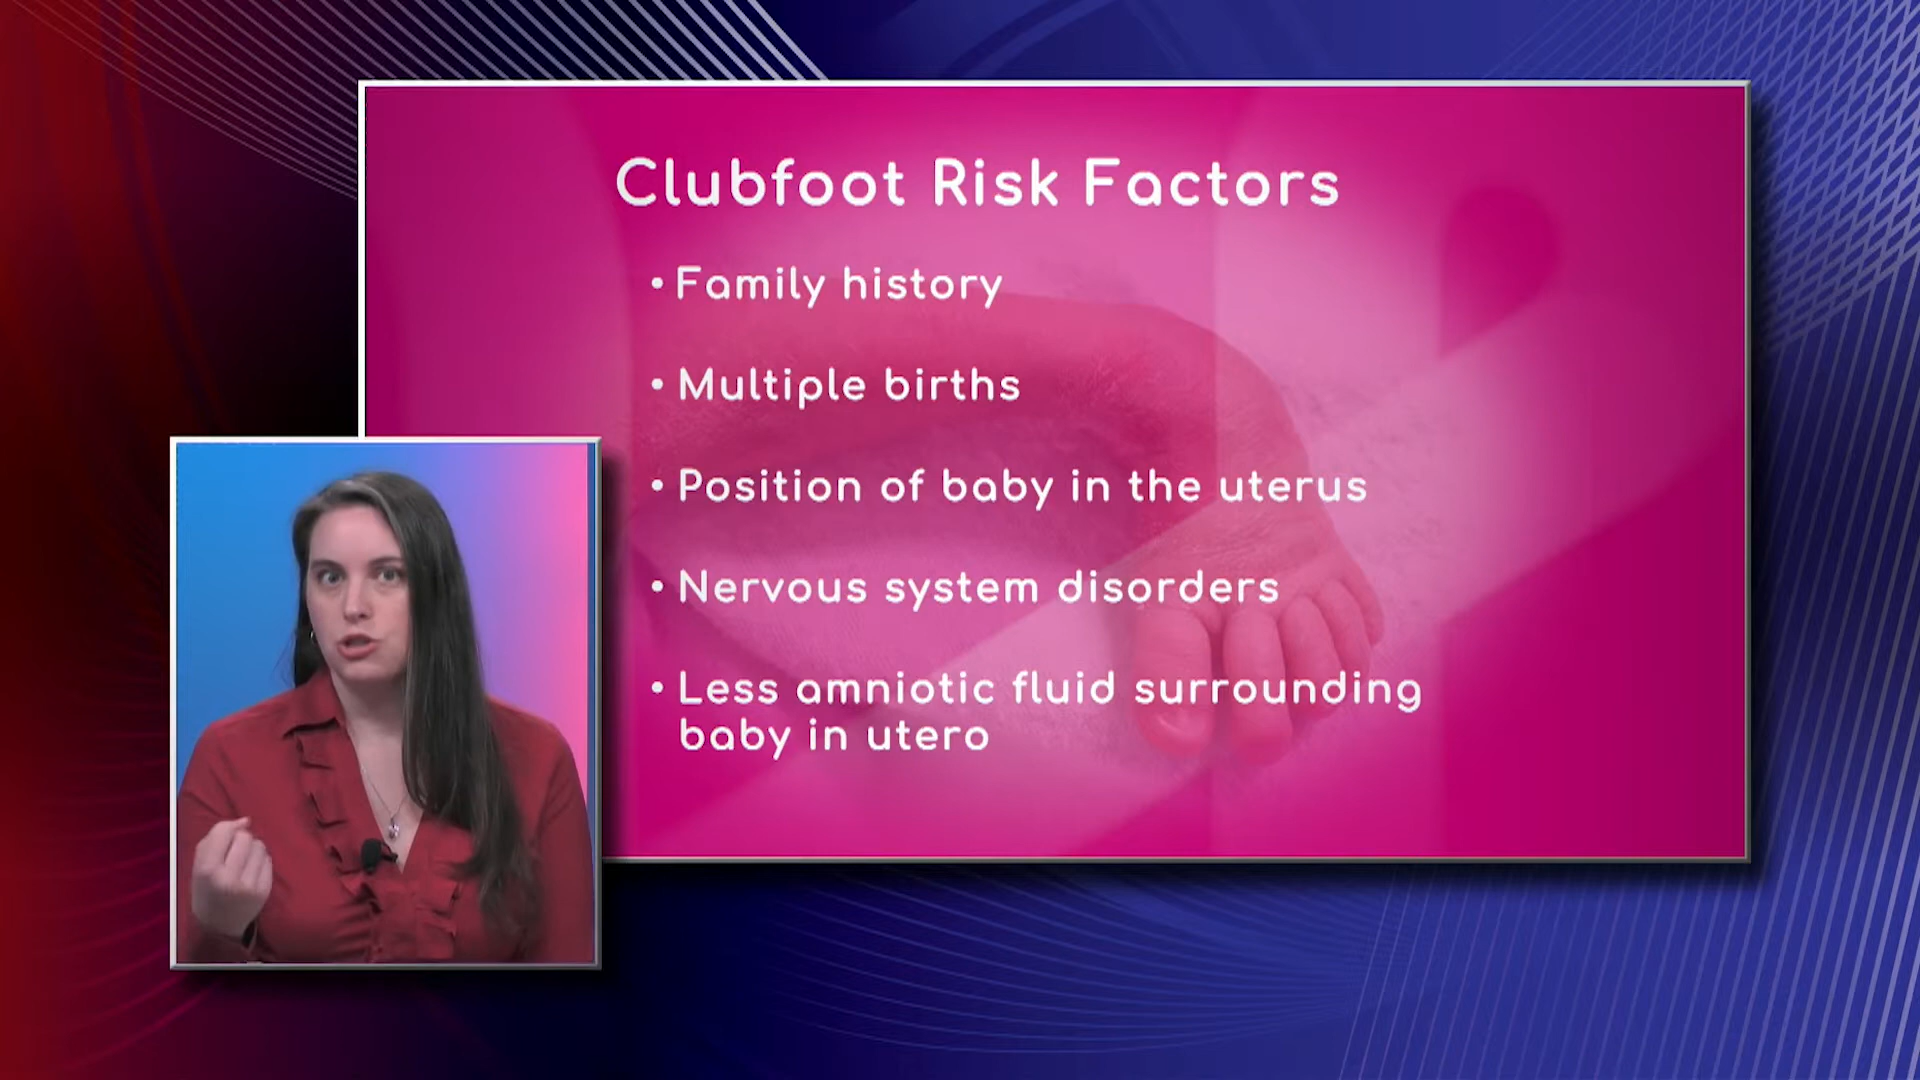 Clubfoot Risk Factors
• Family history
• Multiple births
• Position of baby in the uterus
• Nervous system disorders
• Less amniotic fluid surrounding
baby in utero